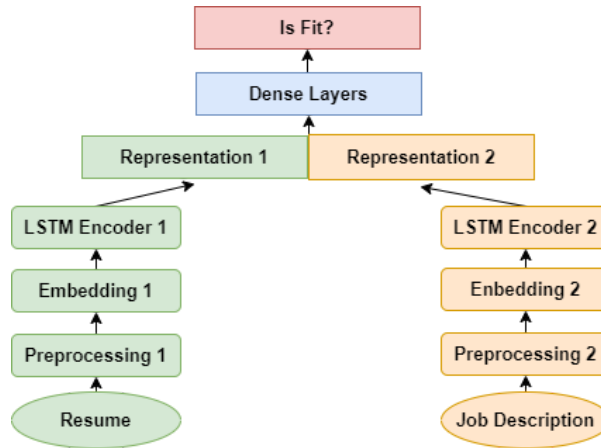 Is Fit?
Dense Layers
Representation 1
Representation 2
LSTM Encoder 1
LSTM Encoder 2
Embedding 1
Enbedding 2
Preprocessing 1
Preprocessing 2
Resume
Job Description